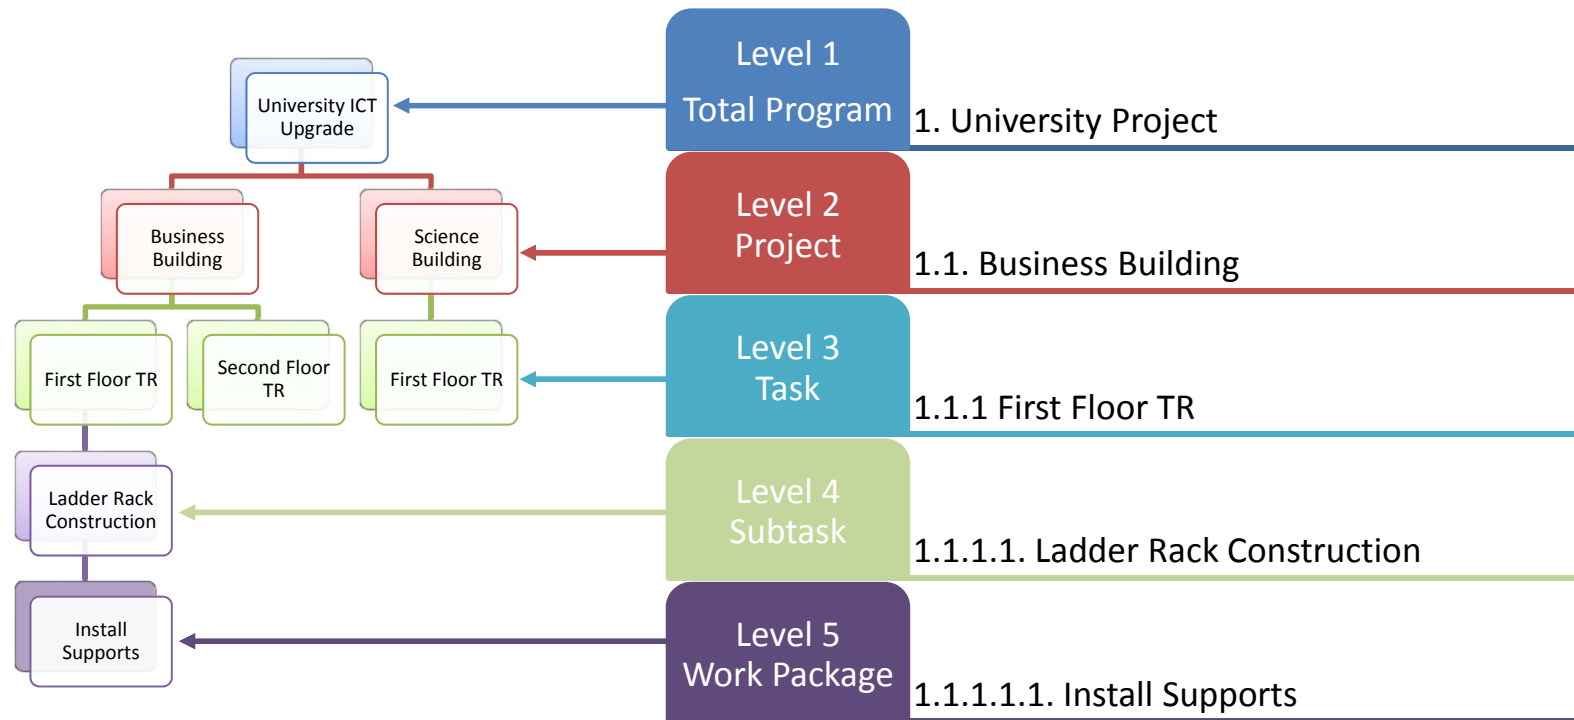 University ICT
Upgrade
Business
Building
Science
Building
First Floor TR
Second Floor
TR
First Floor TR
Ladder Rack
Construction
Install
Supports
Level 1
Total Program
1. University Project
Level 2
Project
1.1. Business Building
Level 3
Task
1.1.1 First Floor TR
Level 4
Subtask
1.1.1.1. Ladder Rack Construction
Level 5
Work Package
1.1.1.1.1. Install Supports